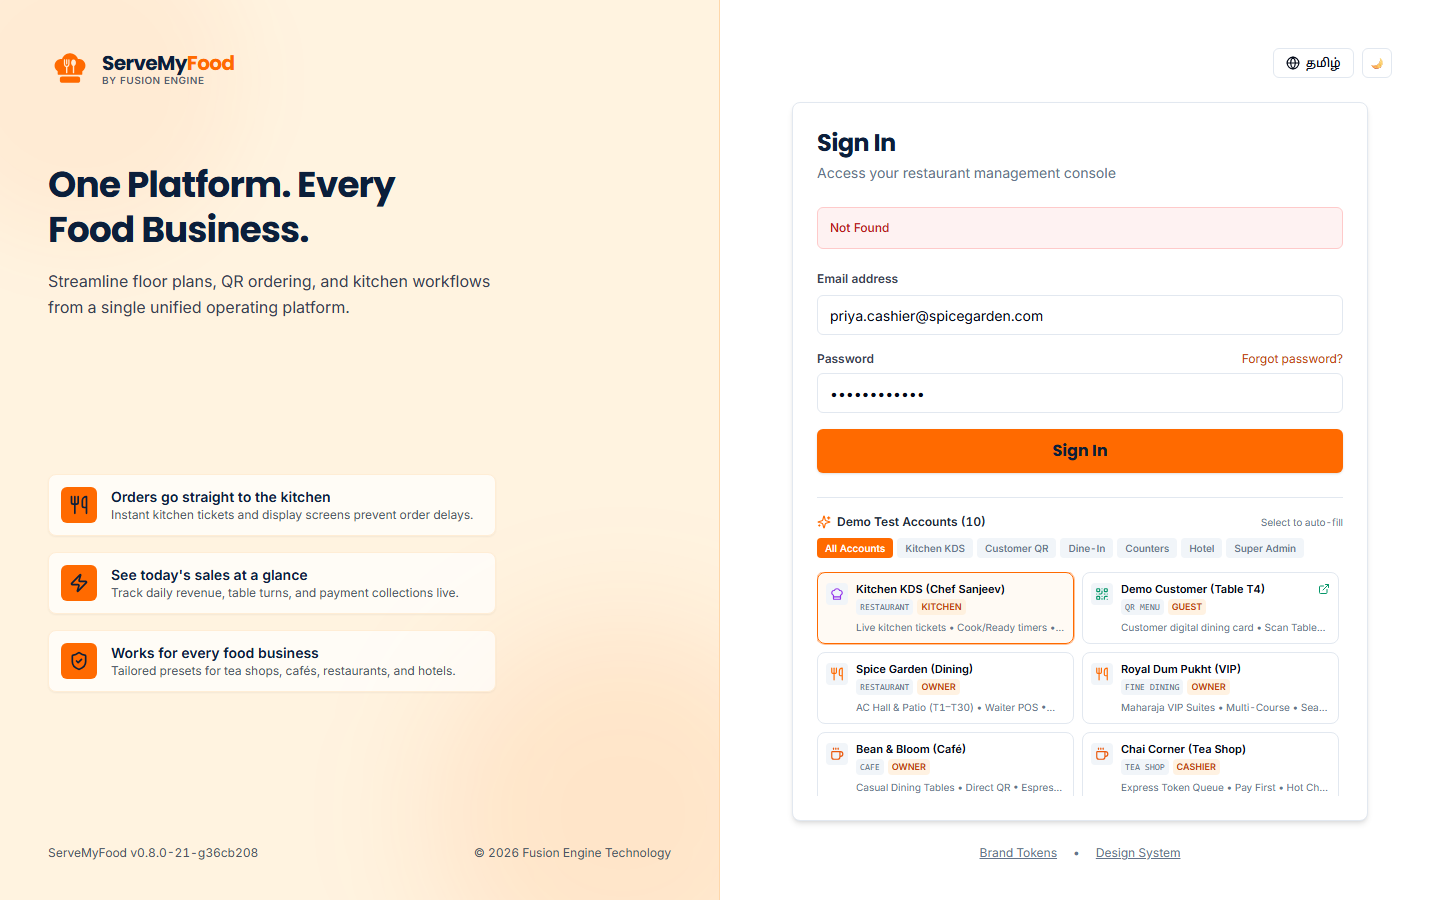 ServeMyFood
BY FUSION ENGINE
One Platform. Every
Food Business.
Streamline floor plans, QR ordering, and kitchen workflows
from a single unified operating platform.
Orders go straight to the kitchen
Instant kitchen tickets and display screens prevent order delays.
See today's sales at a glance
Track daily revenue, table turns, and payment collections live.
Works for every food business
Tailored presets for tea shops, cafés, restaurants, and hotels.
ServeMyFood v0.8.0-21-g36cb208
© 2026 Fusion Engine Technology
தமிழ்
Sign In
Access your restaurant management console
Not Found
Email address
priya.cashier@spicegarden.com
Password
Forgot password?
••••••••••••
Sign In
Demo Test Accounts (10)
Select to auto-fill
All Accounts
Kitchen KDS
Customer QR
Dine-In
Counters
Hotel
Super Admin
Kitchen KDS (Chef Sanjeev)
RESTAURANT KITCHEN
Live kitchen tickets • Cook/Ready timers •...
Demo Customer (Table T4)
QR MENU GUEST
Customer digital dining card • Scan Table...
Spice Garden (Dining)
RESTAURANT OWNER
AC Hall & Patio (T1–T30) • Waiter POS •...
Royal Dum Pukht (VIP)
FINE DINING OWNER
Maharaja VIP Suites • Multi-Course • Sea...
Bean & Bloom (Café)
CAFE OWNER
Casual Dining Tables • Direct QR • Espres...
Chai Corner (Tea Shop)
TEA SHOP CASHIER
Express Token Queue • Pay First • Hot Ch...
Brand Tokens • Design System